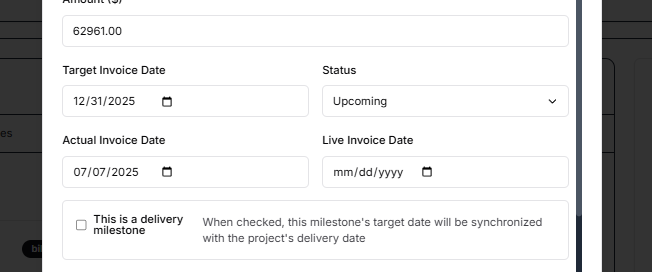 Amount ($)
62961.00
Target Invoice Date
Status
12/31/2025
Upcoming
Actual Invoice Date
Live Invoice Date
07/07/2025
mm/dd/yyyy
This is a delivery
milestone
When checked, this milestone's target date will be synchronized
with the project's delivery date
es